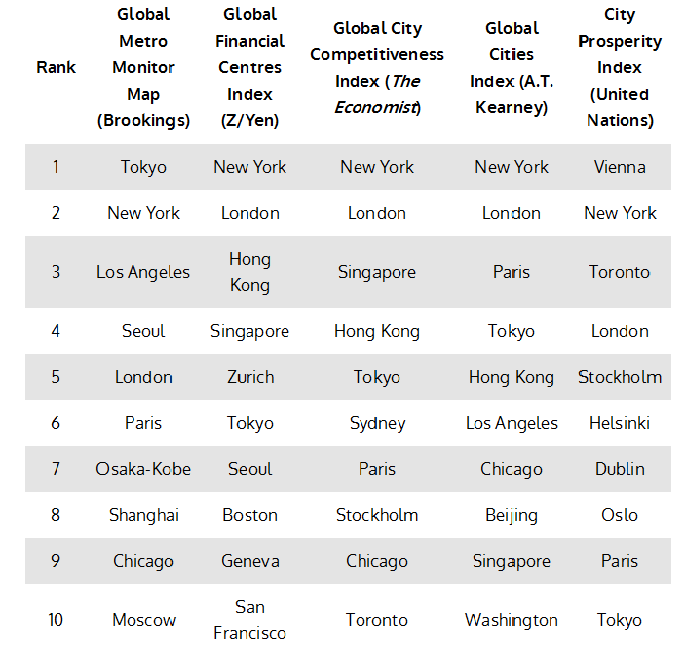 Rank Global Metro Monitor Map (Brookings) Global Financial Centres Index (Z/Yen) Global City Competitiveness Index (The Economist) Global Cities Index (A.T. Kearney) City Prosperity Index (United Nations)
1 Tokyo New York New York New York Vienna
2 New York London London London New York
3 Los Angeles Hong Kong Singapore Paris Toronto
4 Seoul Singapore Hong Kong Tokyo London
5 London Zurich Tokyo Hong Kong Stockholm
6 Paris Tokyo Sydney Los Angeles Helsinki
7 Osaka-Kobe Seoul Paris Chicago Dublin
8 Shanghai Boston Stockholm Beijing Oslo
9 Chicago Geneva Chicago Singapore Paris
10 Moscow San Francisco Toronto Washington Tokyo